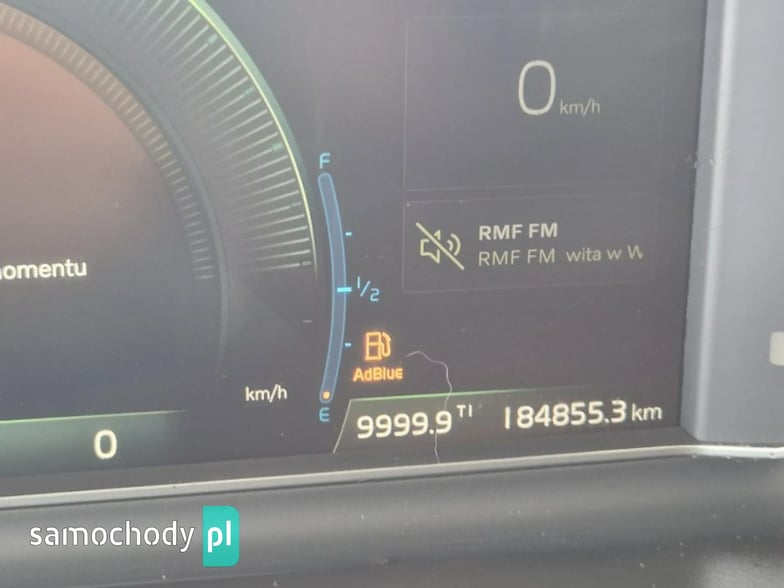 0 km/h
F
RMF FM
RMF FM wita w W
omentu
1/2
AdBlue
km/h
E
9999.9 T1 184855.3 km
0
samochody pl